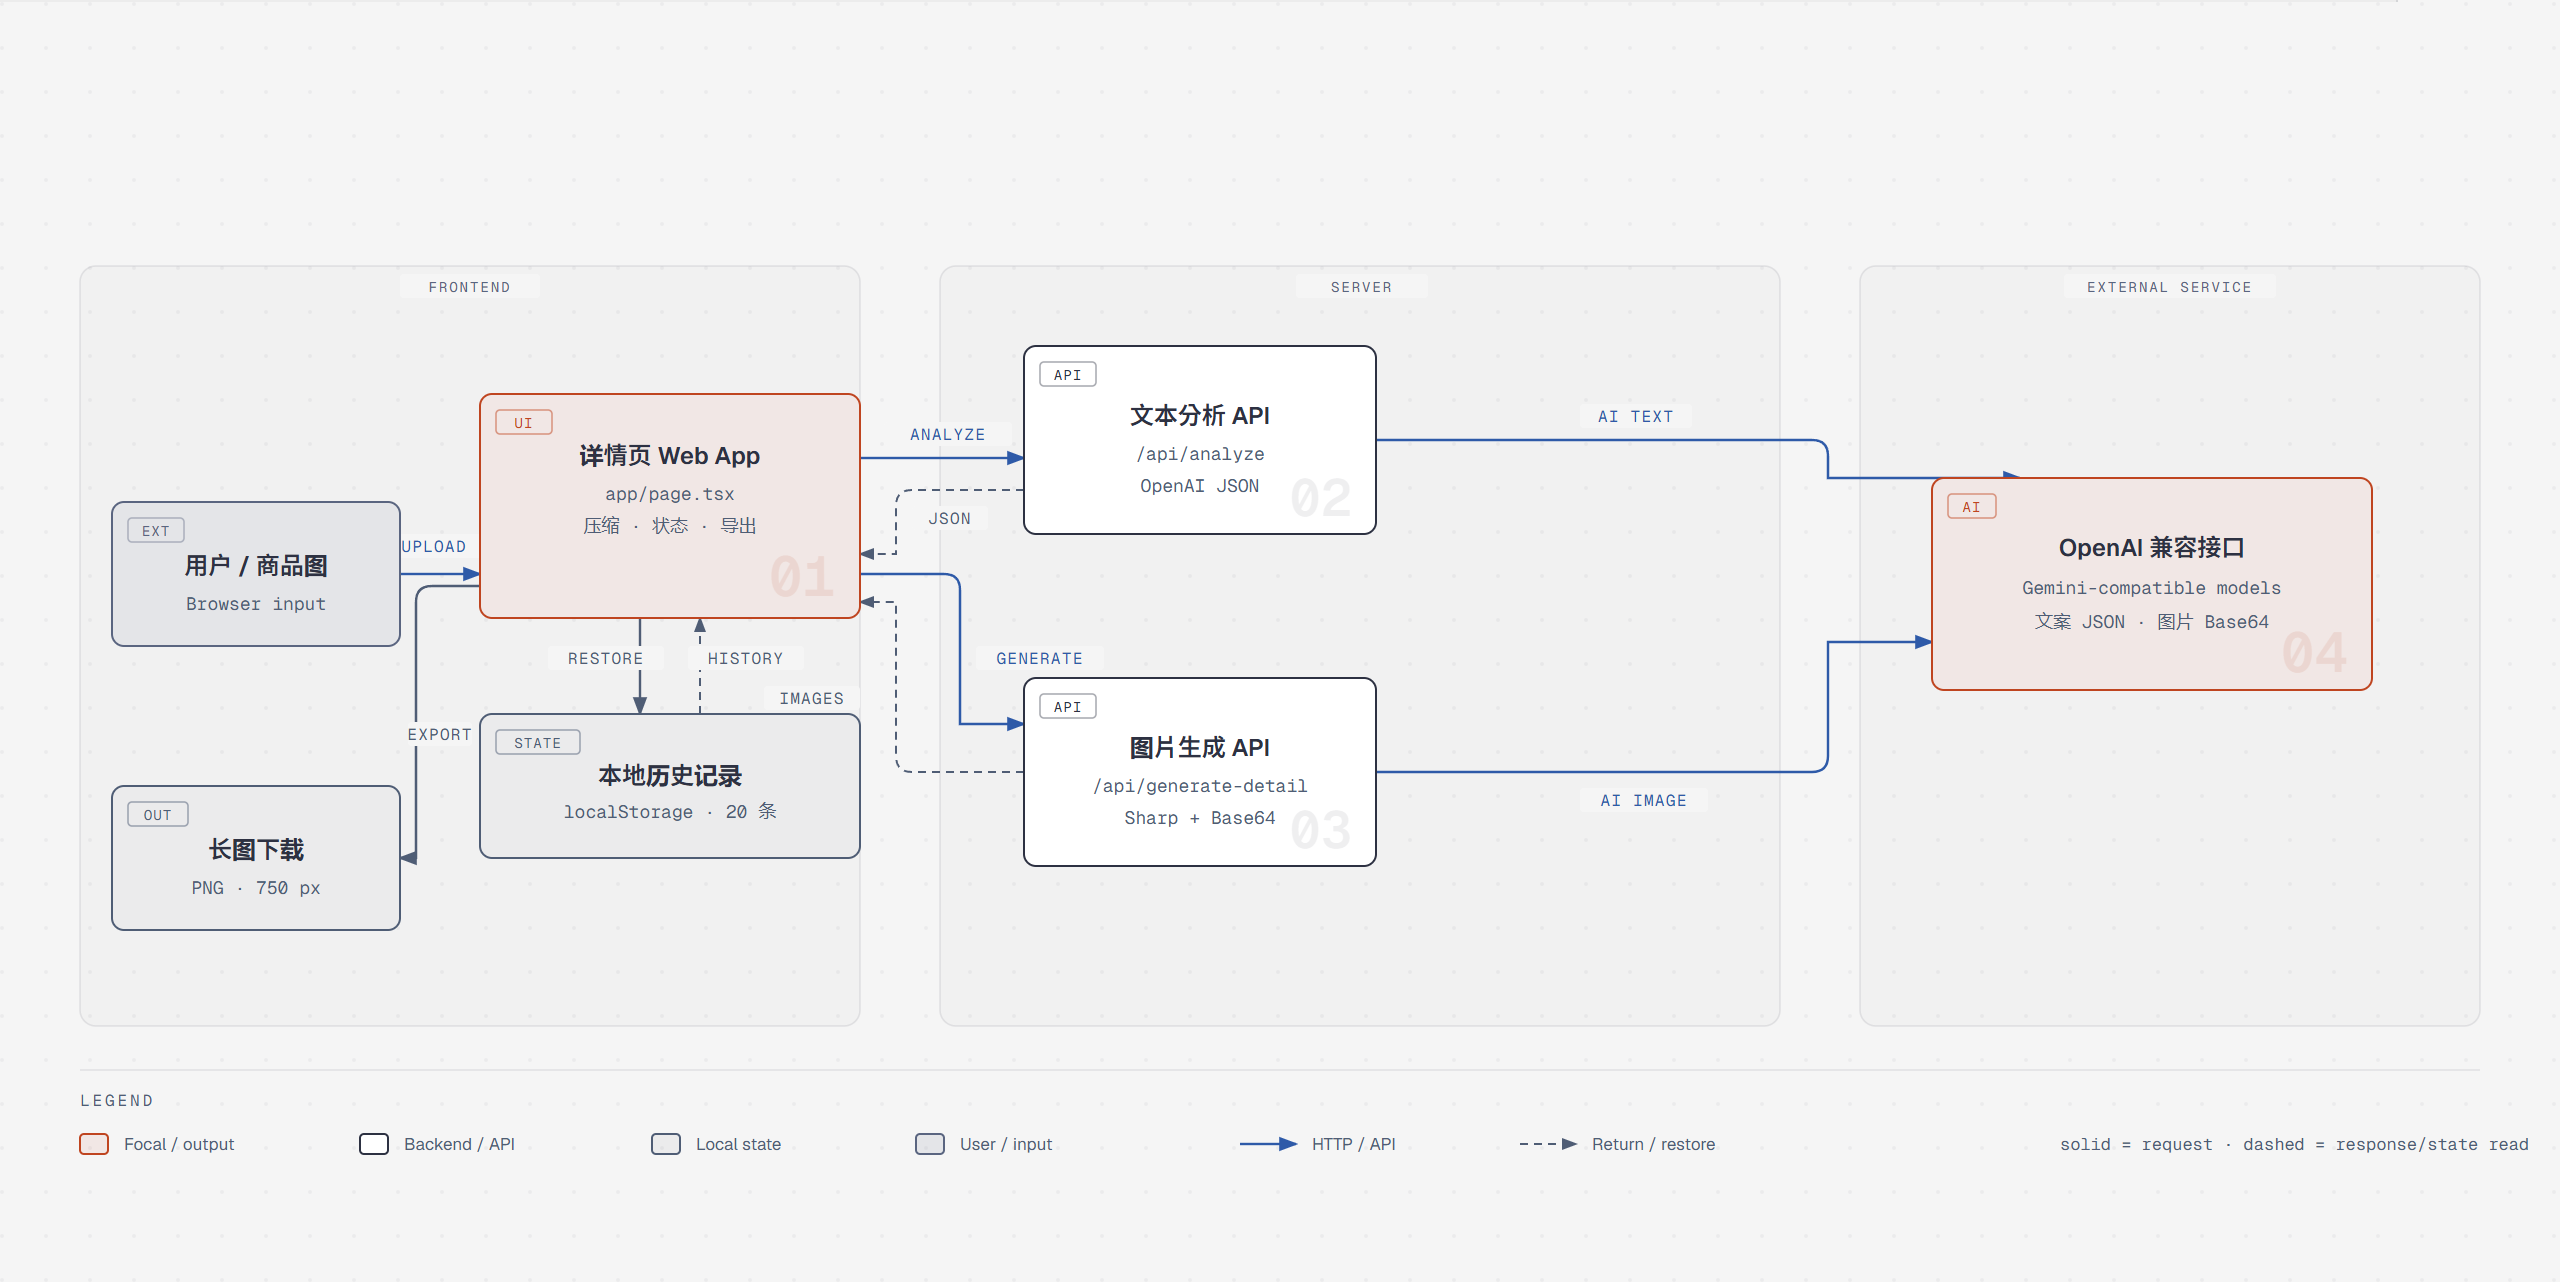 FRONTEND
EXT
用户 / 商品图
Browser input
UPLOAD
UI
详情页 Web App
app/page.tsx
压缩 · 状态 · 导出
01
RESTORE
HISTORY
IMAGES
EXPORT
STATE
本地历史记录
localStorage · 20 条
OUT
长图下载
PNG · 750 px
ANALYZE
JSON
GENERATE
SERVER
API
文本分析 API
/api/analyze
OpenAI JSON
02
API
图片生成 API
/api/generate-detail
Sharp + Base64
03
AI TEXT
AI IMAGE
EXTERNAL SERVICE
AI
OpenAI 兼容接口
Gemini-compatible models
文案 JSON · 图片 Base64
04
LEGEND
Focal / output
Backend / API
Local state
User / input
HTTP / API
Return / restore
solid = request · dashed = response/state read